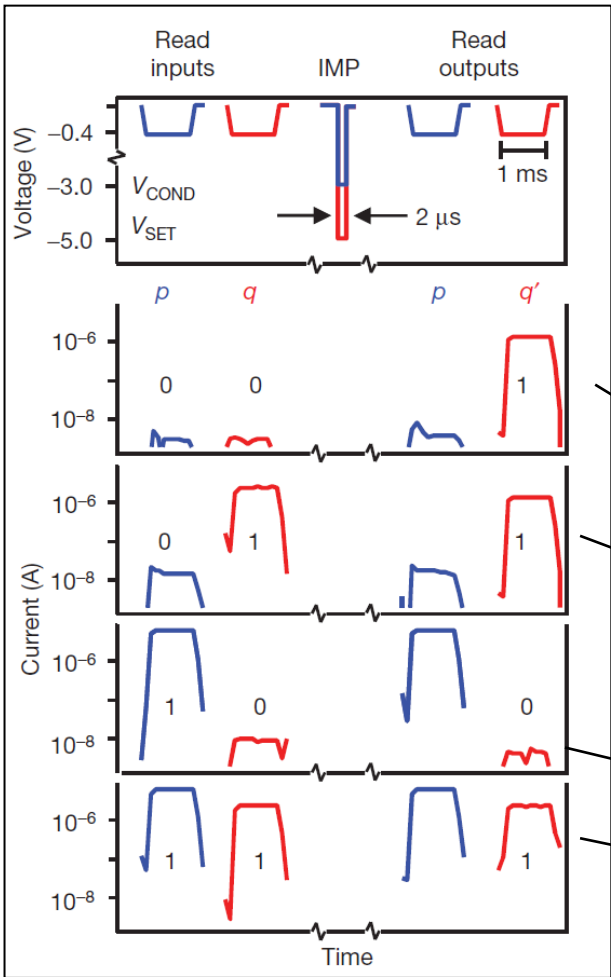 Read inputs
IMP
Read outputs
Voltage (V)
−0.4
−3.0
−5.0
V_COND
V_SET
2 μs
1 ms
p q p q′
Current (A)
10⁻⁶
0 0 1
10⁻⁸
10⁻⁶
0 1 1
10⁻⁸
10⁻⁶
1 0 0
10⁻⁸
10⁻⁶
1 1 1
10⁻⁸
Time